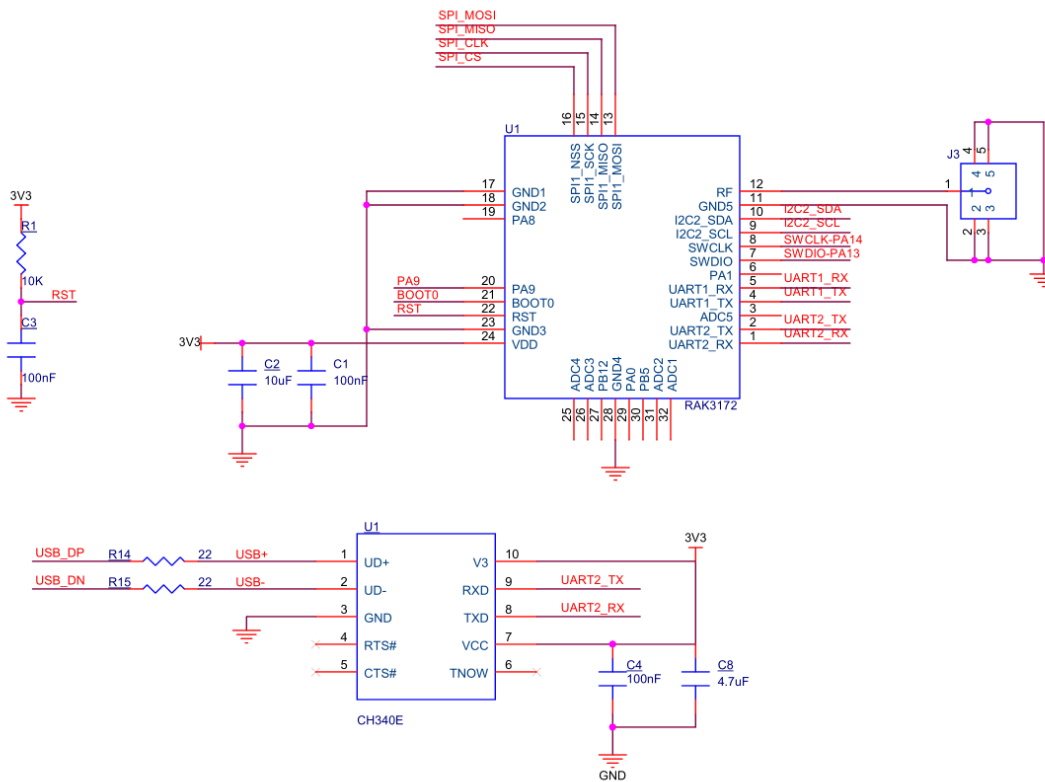 SPI_MOSI
SPI_MISO
SPI_CLK
SPI_CS
16 15 14 13
U1
SPI1_NSS
SPI1_SCK
SPI1_MISO
SPI1_MOSI
17 GND1
18 GND2
19 PA8
PA9 20 PA9
BOOT0 21 BOOT0
RST 22 RST
23 GND3
3V3 24 VDD
RF 12
GND5 11
I2C2_SDA 10 I2C2_SDA
I2C2_SCL 9 I2C2_SCL
SWCLK 8 SWCLK-PA14
SWDIO 7 SWDIO-PA13
PA1 6
UART1_RX 5 UART1_RX
UART1_TX 4 UART1_TX
ADC5 3
UART2_TX 2 UART2_TX
UART2_RX 1 UART2_RX
ADC4
ADC3
PB12
GND4
PA0
PB5
ADC2
ADC1
25 26 27 28 29 30 31 32
RAK3172
J3
4 5
4 5
1 1
2 3
2 3
3V3
R1
10K
RST
C3
100nF
C2
10uF
C1
100nF
U1
USB_DP R14 22 USB+ 1 UD+
USB_DN R15 22 USB- 2 UD-
3 GND
4 RTS#
5 CTS#
V3 10
RXD 9 UART2_TX
TXD 8 UART2_RX
VCC 7
TNOW 6
CH340E
3V3
C4
100nF
C8
4.7uF
GND